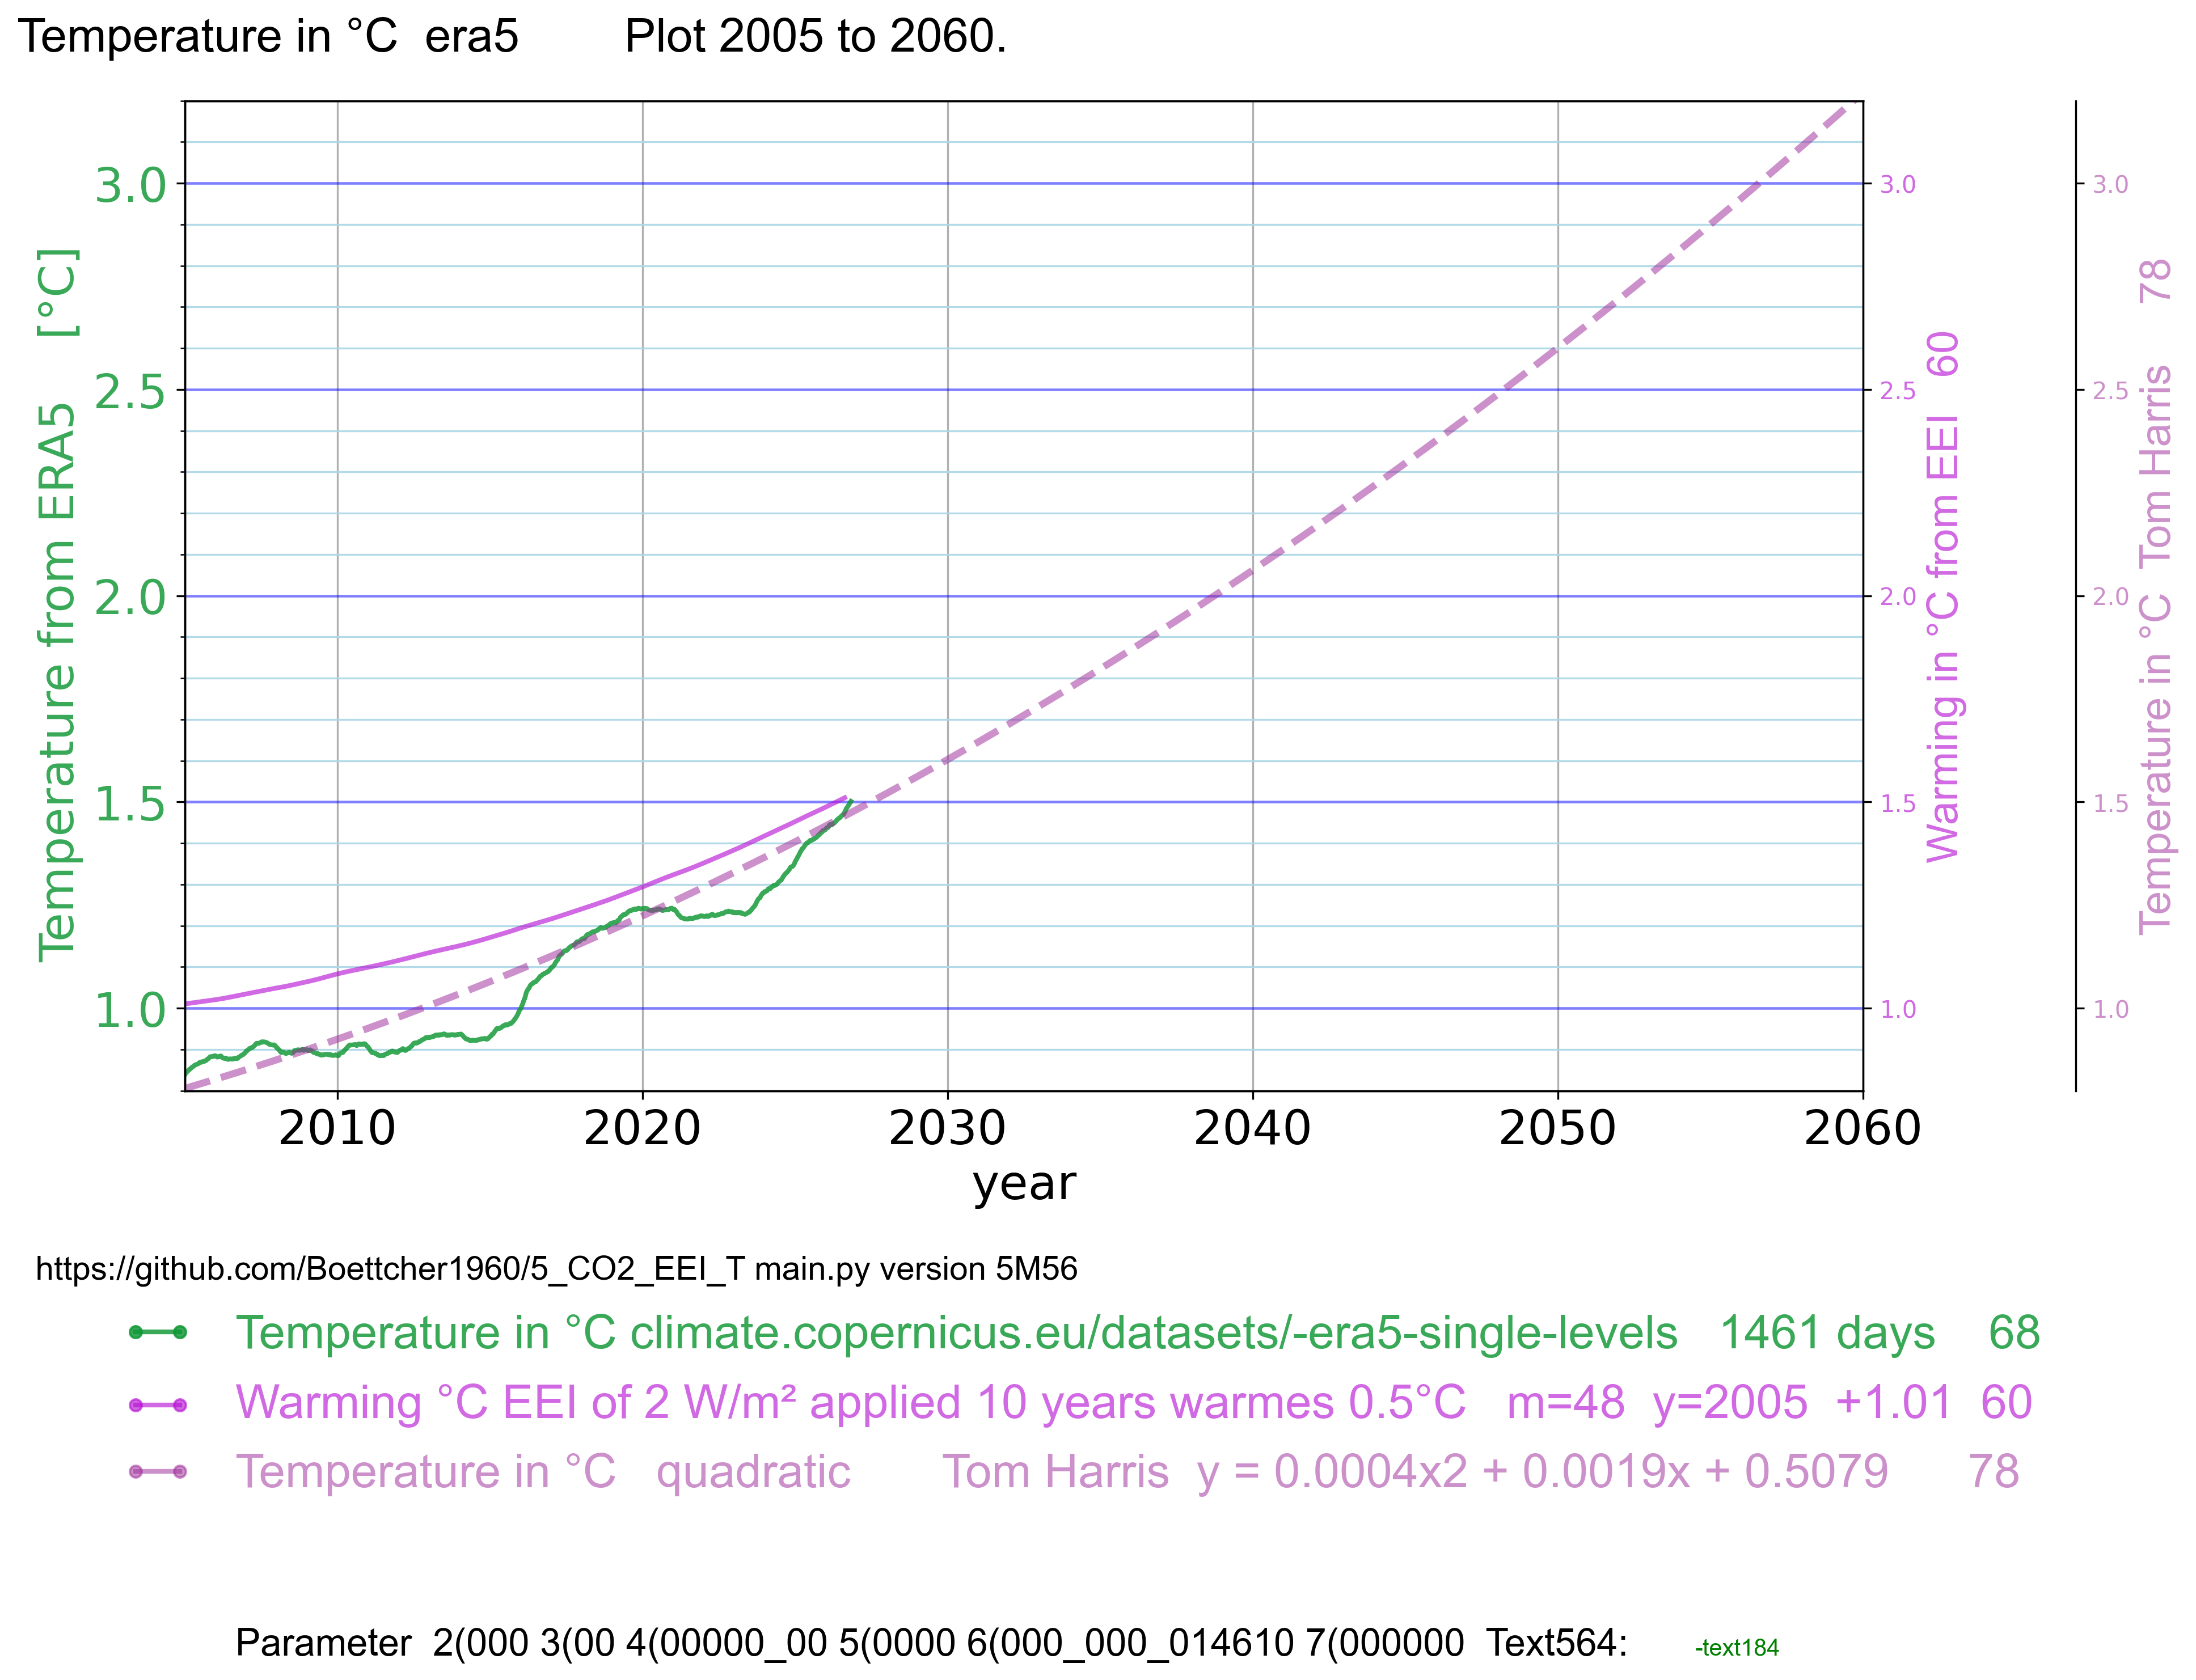 Temperature in °C  era5        Plot 2005 to 2060.
Temperature from ERA5   [°C]
3.0
2.5
2.0
1.5
1.0
3.0
2.5
2.0
1.5
1.0
Warming in °C from EEI   60
3.0
2.5
2.0
1.5
1.0
Temperature in °C  Tom Harris    78
2010 2020 2030 2040 2050 2060
year
https://github.com/Boettcher1960/5_CO2_EEI_T main.py version 5M56
Temperature in °C climate.copernicus.eu/datasets/-era5-single-levels   1461 days    68
Warming °C EEI of 2 W/m² applied 10 years warmes 0.5°C   m=48  y=2005  +1.01  60
Temperature in °C   quadratic       Tom Harris  y = 0.0004x2 + 0.0019x + 0.5079      78
Parameter  2(000 3(00 4(00000_00 5(0000 6(000_000_014610 7(000000  Text564:     -text184